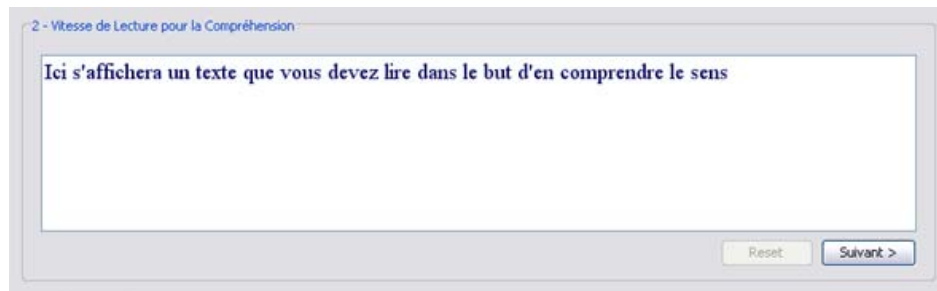 2 - Vitesse de Lecture pour la Compréhension
Ici s'affichera un texte que vous devez lire dans le but d'en comprendre le sens
Reset
Suivant >